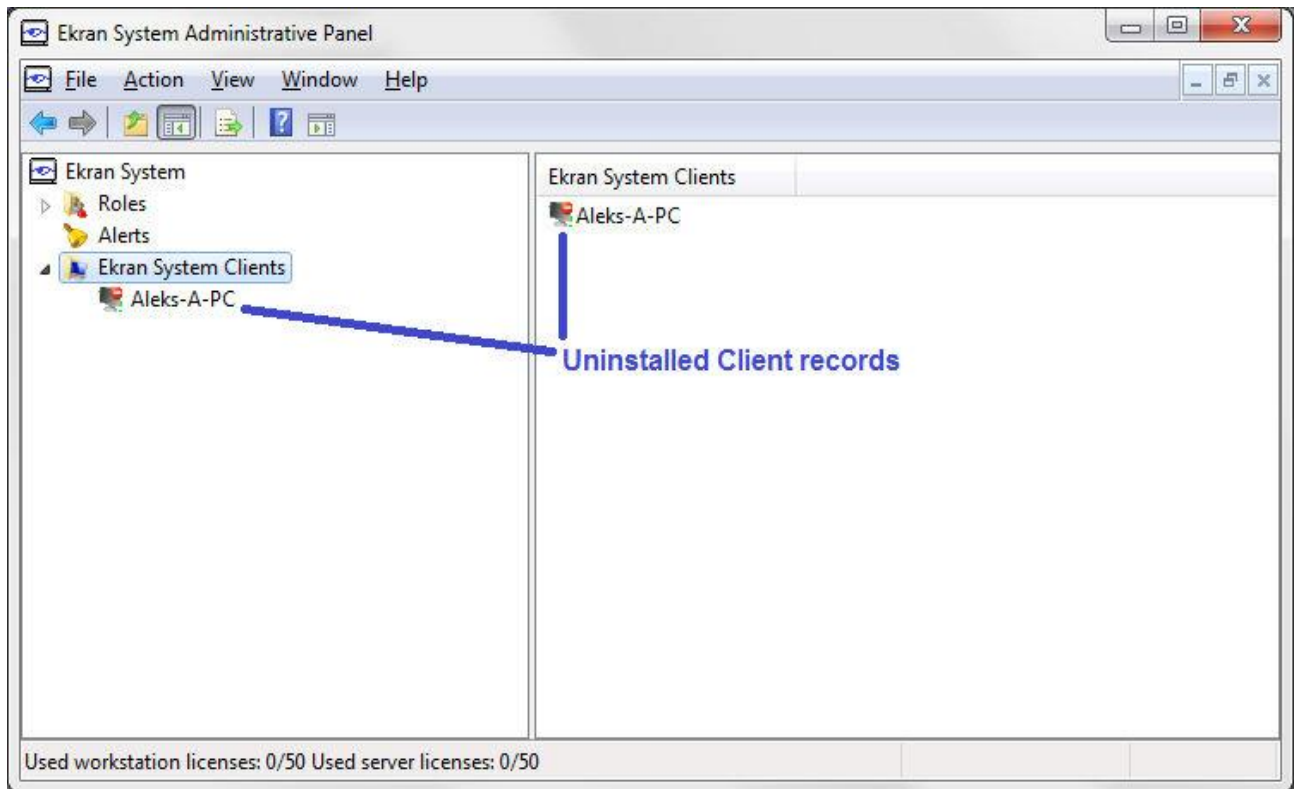 Ekran System Administrative Panel
File Action View Window Help
Ekran System
Roles
Alerts
Ekran System Clients
Aleks-A-PC
Ekran System Clients
Aleks-A-PC
Uninstalled Client records
Used workstation licenses: 0/50 Used server licenses: 0/50